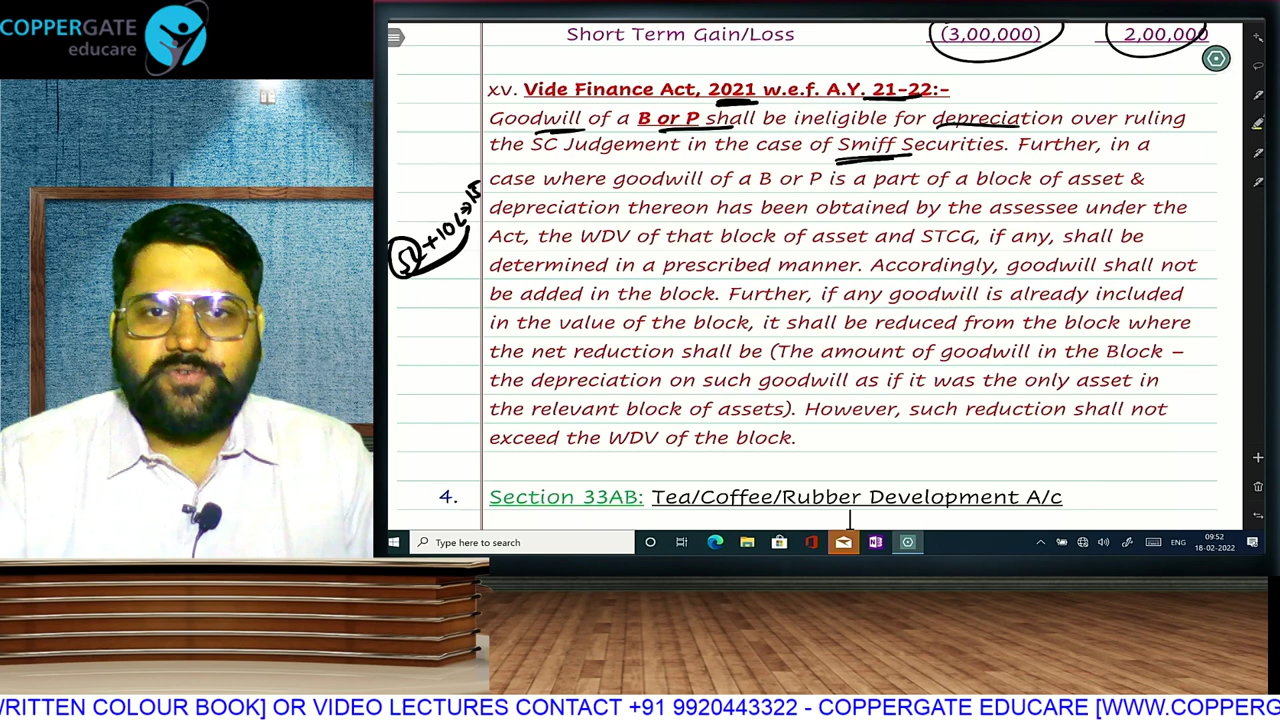 COPPERGATE
educare
Short Term Gain/Loss (3,00,000) 2,00,000
xv. Vide Finance Act, 2021 w.e.f. A.Y. 21-22:-
Goodwill of a B or P shall be ineligible for depreciation over ruling
the SC Judgement in the case of Smiff Securities. Further, in a
case where goodwill of a B or P is a part of a block of asset &
depreciation thereon has been obtained by the assessee under the
Act, the WDV of that block of asset and STCG, if any, shall be
determined in a prescribed manner. Accordingly, goodwill shall not
be added in the block. Further, if any goodwill is already included
in the value of the block, it shall be reduced from the block where
the net reduction shall be (The amount of goodwill in the Block –
the depreciation on such goodwill as if it was the only asset in
the relevant block of assets). However, such reduction shall not
exceed the WDV of the block.
4. Section 33AB: Tea/Coffee/Rubber Development A/c
Type here to search
ENG
09:52
18-02-2022
WRITTEN COLOUR BOOK] OR VIDEO LECTURES CONTACT +91 9920443322 - COPPERGATE EDUCARE [WWW.COPPERG